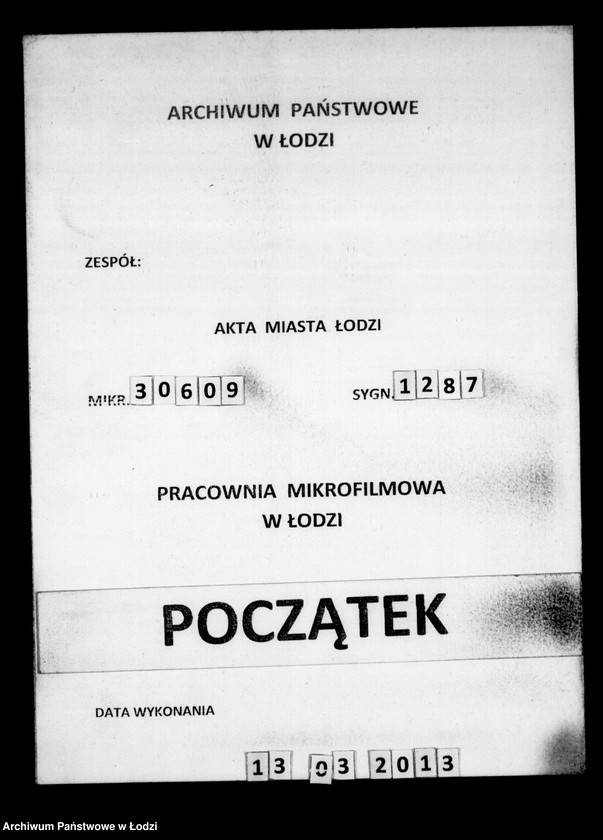 ARCHIWUM PAŃSTWOWE
W ŁODZI
ZESPÓŁ:
AKTA MIASTA ŁODZI
MIKR. 30609 SYGN. 1287
PRACOWNIA MIKROFILMOWA
W ŁODZI
POCZĄTEK
DATA WYKONANIA
13 03 2013
Archiwum Państwowe w Łodzi